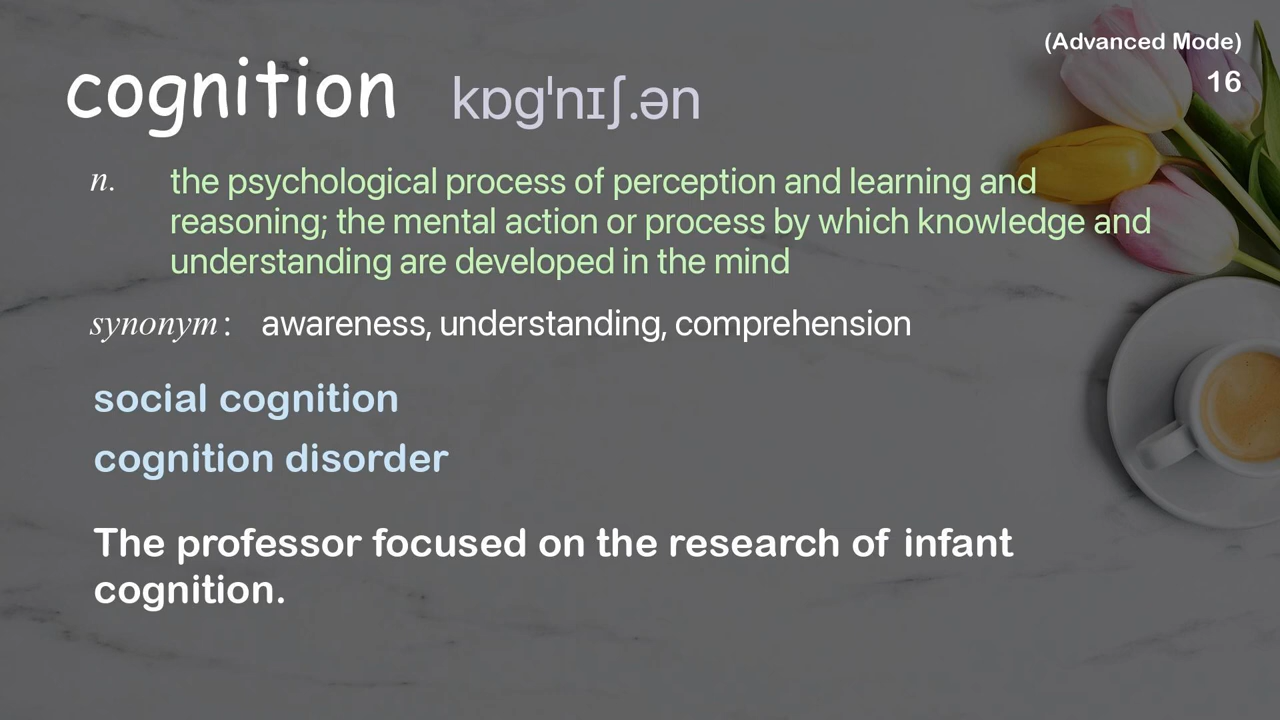 (Advanced Mode)
16
cognition kɒgˈnɪʃ.ən
n. the psychological process of perception and learning and
reasoning; the mental action or process by which knowledge and
understanding are developed in the mind
synonym: awareness, understanding, comprehension
social cognition
cognition disorder
The professor focused on the research of infant
cognition.